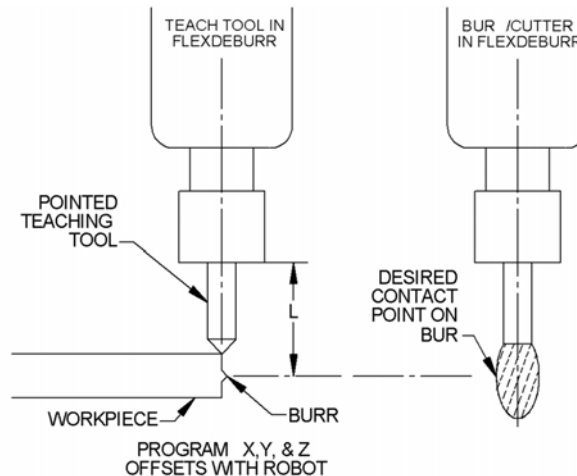 TEACH TOOL IN
FLEXDEBURR
BUR /CUTTER
IN FLEXDEBURR
POINTED
TEACHING
TOOL
L
DESIRED
CONTACT
POINT ON
BUR
WORKPIECE
BURR
PROGRAM X,Y, & Z
OFFSETS WITH ROBOT